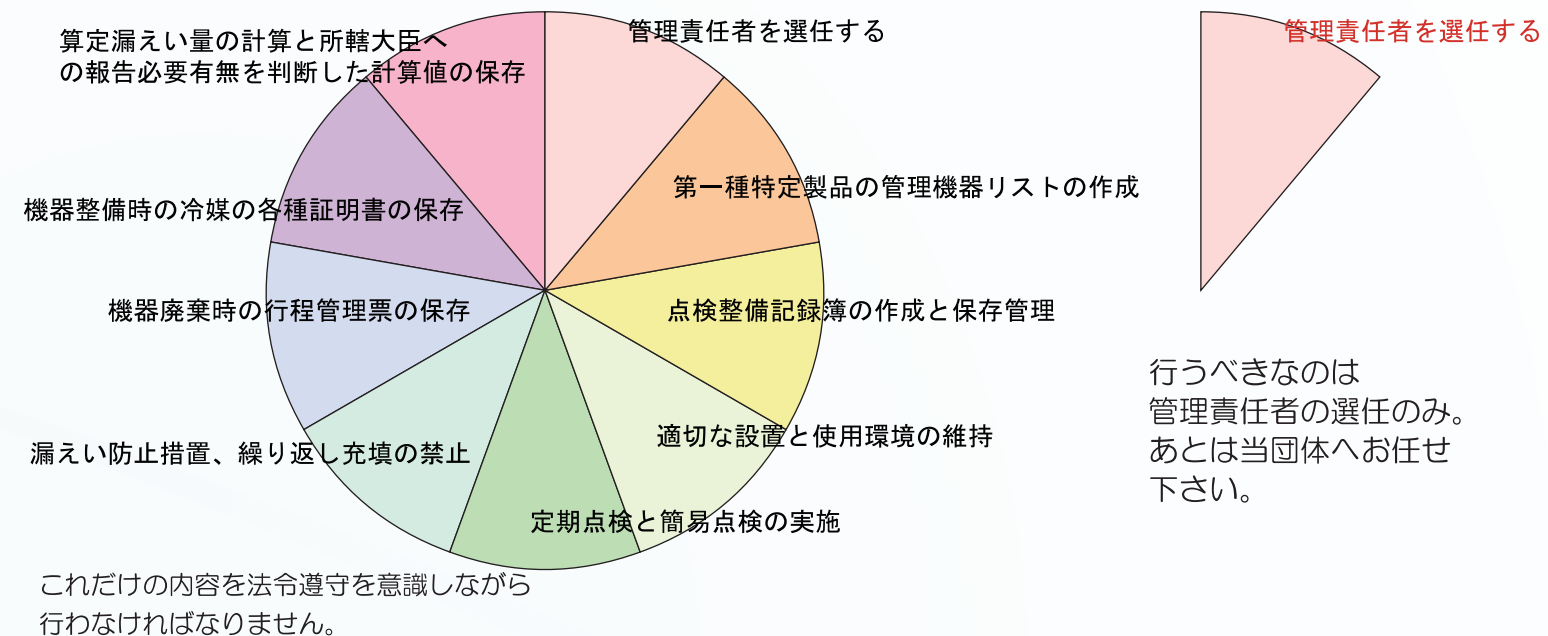 算定漏えい量の計算と所轄大臣へ
の報告必要有無を判断した計算値の保存
管理責任者を選任する
第一種特定製品の管理機器リストの作成
機器整備時の冷媒の各種証明書の保存
機器廃棄時の行程管理票の保存
点検整備記録簿の作成と保存管理
適切な設置と使用環境の維持
漏えい防止措置、繰り返し充填の禁止
定期点検と簡易点検の実施
これだけの内容を法令遵守を意識しながら
行わなければなりません。
管理責任者を選任する
行うべきなのは
管理責任者の選任のみ。
あとは当団体へお任せ
下さい。